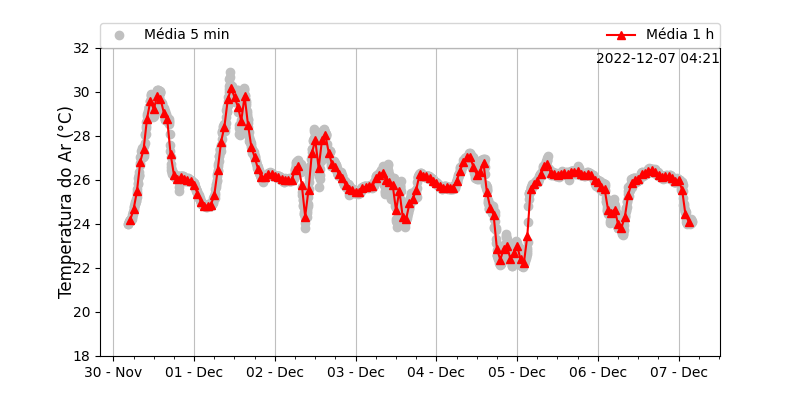 Média 5 min
Média 1 h
2022-12-07 04:21
Temperatura do Ar (°C)
32
30
28
26
24
22
20
18
30 - Nov
01 - Dec
02 - Dec
03 - Dec
04 - Dec
05 - Dec
06 - Dec
07 - Dec